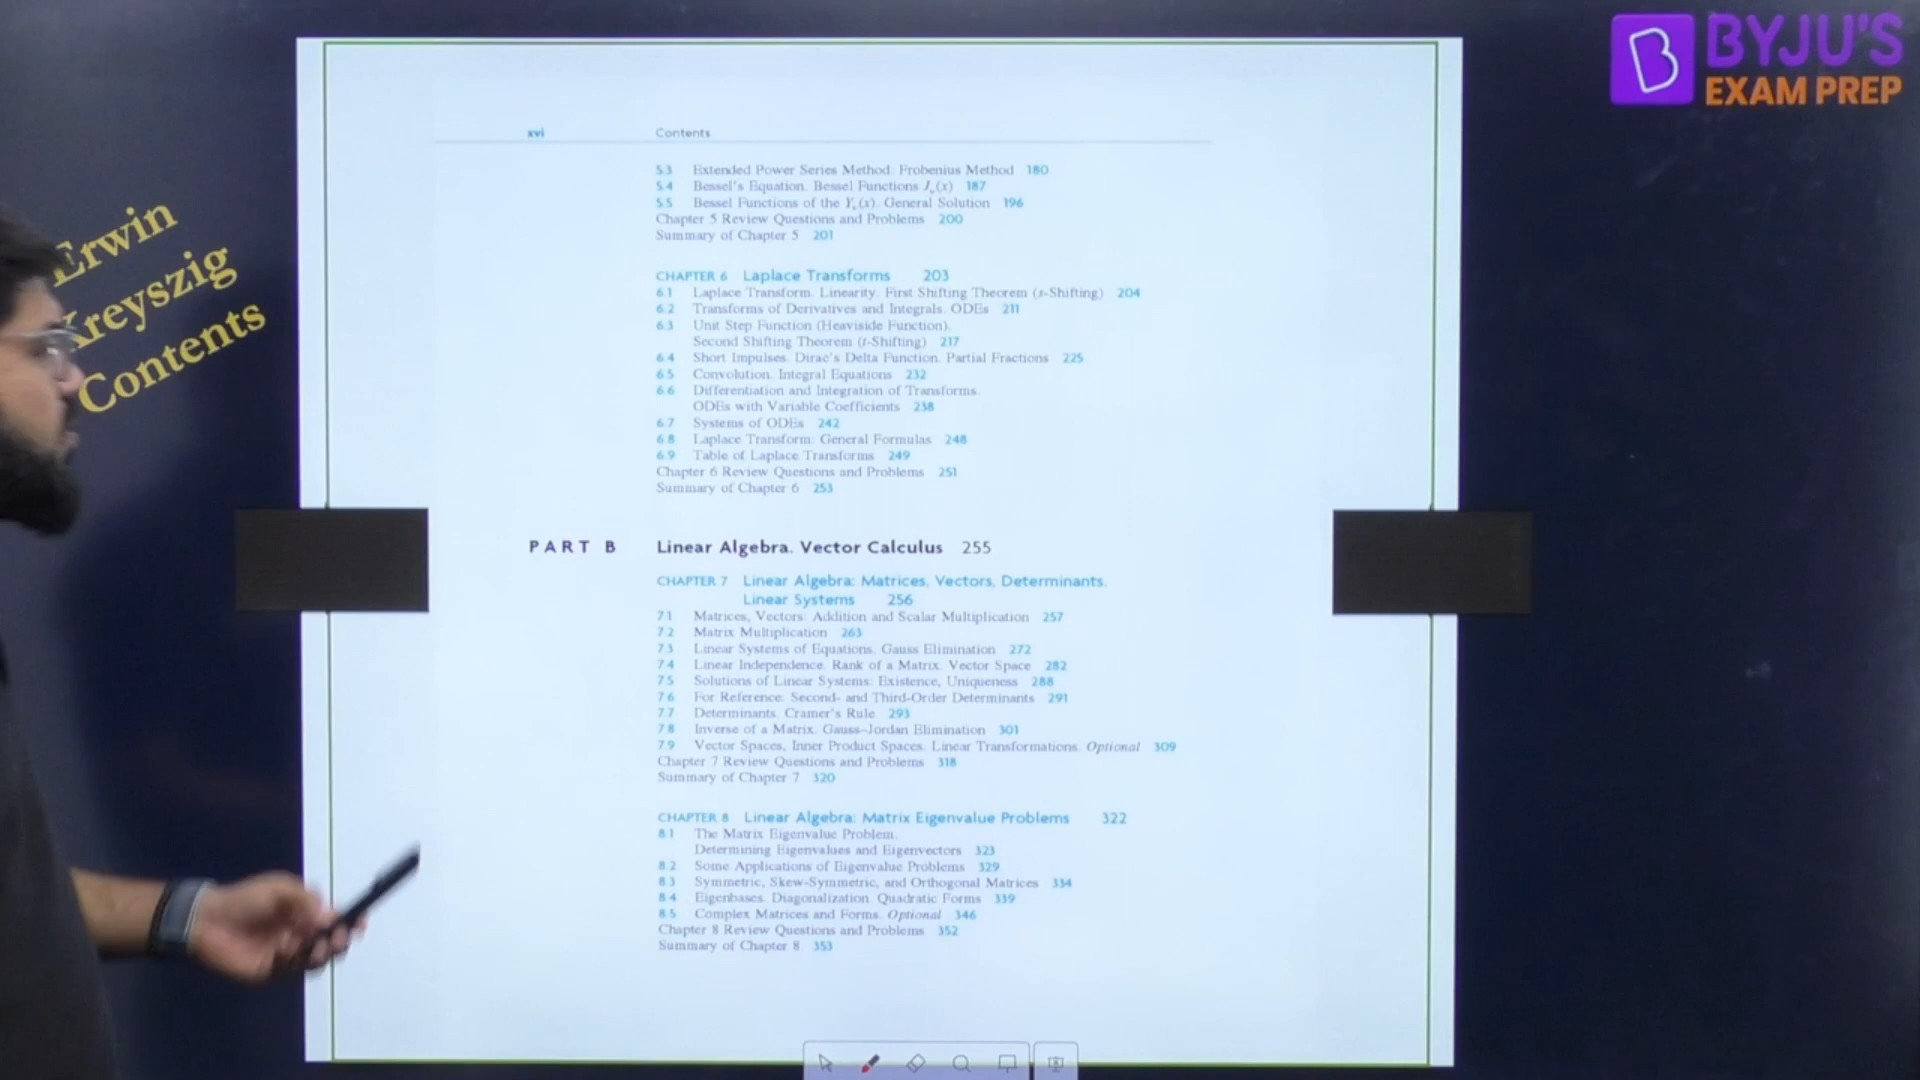 BYJU'S
EXAM PREP
Erwin
Kreyszig
Contents
xvi Contents
5.3 Extended Power Series Method: Frobenius Method 180
5.4 Bessel's Equation. Bessel Functions Jν(x) 187
5.5 Bessel Functions of the Yν(x). General Solution 196
Chapter 5 Review Questions and Problems 200
Summary of Chapter 5 201
CHAPTER 6 Laplace Transforms 203
6.1 Laplace Transform. Linearity. First Shifting Theorem (s-Shifting) 204
6.2 Transforms of Derivatives and Integrals. ODEs 211
6.3 Unit Step Function (Heaviside Function).
Second Shifting Theorem (t-Shifting) 217
6.4 Short Impulses. Dirac's Delta Function. Partial Fractions 225
6.5 Convolution. Integral Equations 232
6.6 Differentiation and Integration of Transforms.
ODEs with Variable Coefficients 238
6.7 Systems of ODEs 242
6.8 Laplace Transform: General Formulas 248
6.9 Table of Laplace Transforms 249
Chapter 6 Review Questions and Problems 251
Summary of Chapter 6 253
PART B Linear Algebra. Vector Calculus 255
CHAPTER 7 Linear Algebra: Matrices, Vectors, Determinants.
Linear Systems 256
7.1 Matrices, Vectors: Addition and Scalar Multiplication 257
7.2 Matrix Multiplication 263
7.3 Linear Systems of Equations. Gauss Elimination 272
7.4 Linear Independence. Rank of a Matrix. Vector Space 282
7.5 Solutions of Linear Systems: Existence, Uniqueness 288
7.6 For Reference: Second- and Third-Order Determinants 291
7.7 Determinants. Cramer's Rule 293
7.8 Inverse of a Matrix. Gauss–Jordan Elimination 301
7.9 Vector Spaces, Inner Product Spaces. Linear Transformations. Optional 309
Chapter 7 Review Questions and Problems 318
Summary of Chapter 7 320
CHAPTER 8 Linear Algebra: Matrix Eigenvalue Problems 322
8.1 The Matrix Eigenvalue Problem.
Determining Eigenvalues and Eigenvectors 323
8.2 Some Applications of Eigenvalue Problems 329
8.3 Symmetric, Skew-Symmetric, and Orthogonal Matrices 334
8.4 Eigenbases. Diagonalization. Quadratic Forms 339
8.5 Complex Matrices and Forms. Optional 346
Chapter 8 Review Questions and Problems 352
Summary of Chapter 8 353